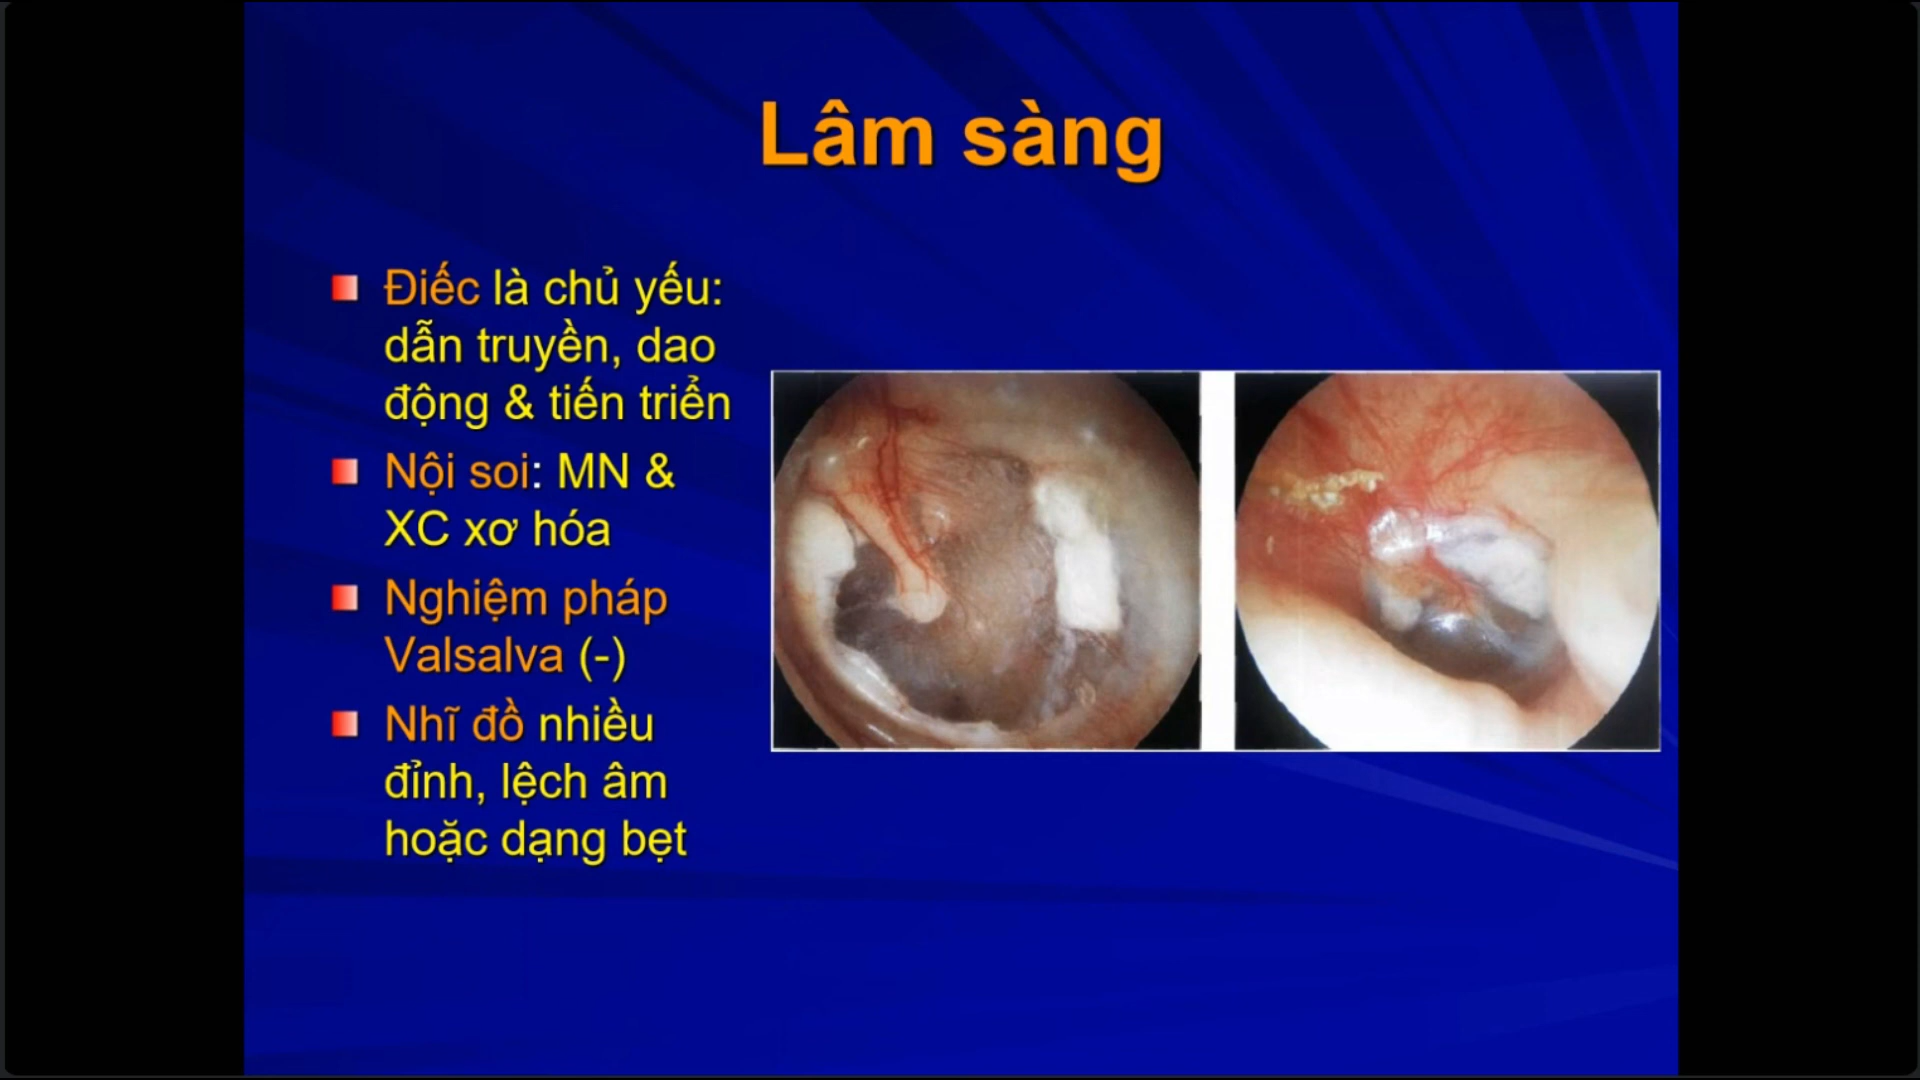 Lâm sàng
Điếc là chủ yếu:
dẫn truyền, dao
động & tiến triển
Nội soi: MN &
XC xơ hóa
Nghiệm pháp
Valsalva (-)
Nhĩ đồ nhiều
đỉnh, lệch âm
hoặc dạng bẹt